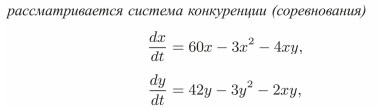 рассматривается система конкуренции (соревнования)
dx/dt = 60x − 3x² − 4xy,
dy/dt = 42y − 3y² − 2xy,